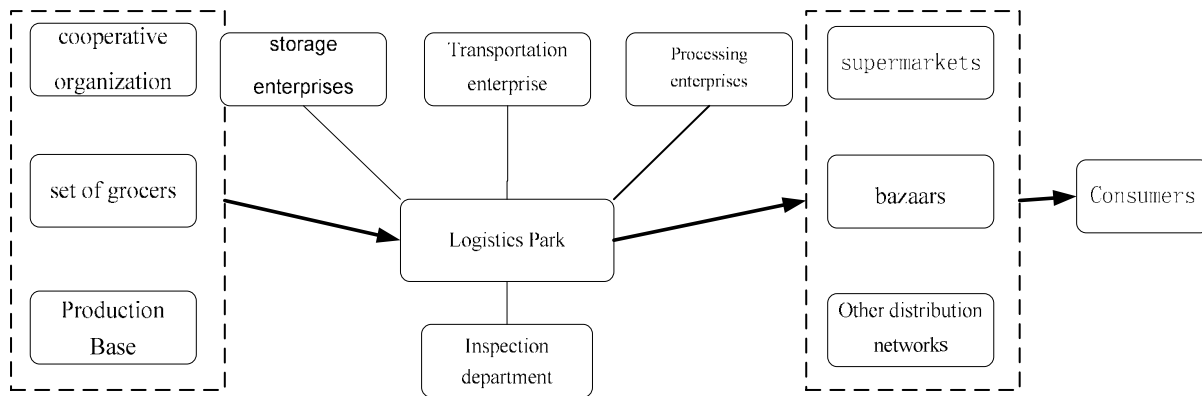 cooperative
organization
storage
enterprises
Transportation
enterprise
Processing
enterprises
supermarkets
set of grocers
Logistics Park
bazaars
Consumers
Production
Base
Inspection
department
Other distribution
networks